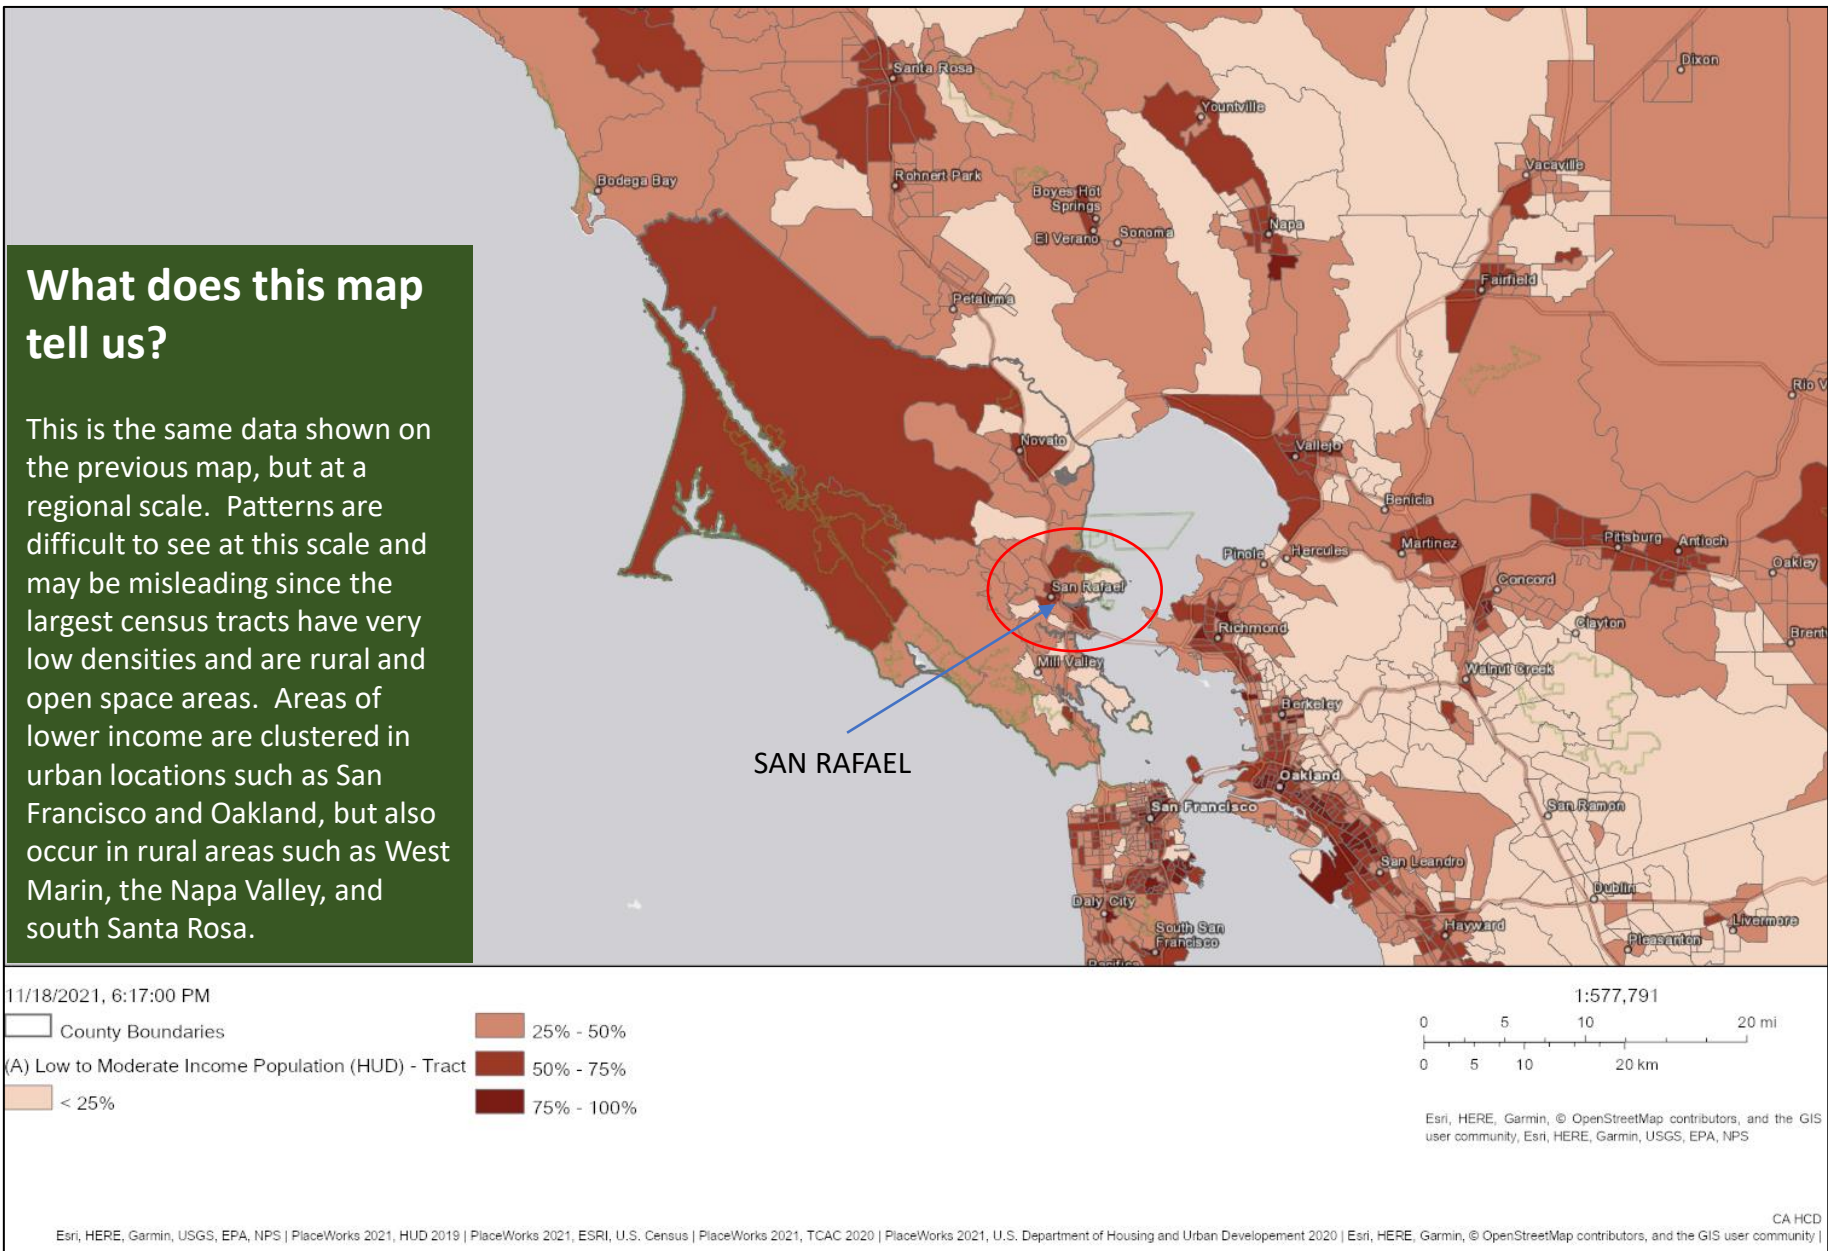 What does this map
tell us?
This is the same data shown on
the previous map, but at a
regional scale.  Patterns are
difficult to see at this scale and
may be misleading since the
largest census tracts have very
low densities and are rural and
open space areas.  Areas of
lower income are clustered in
urban locations such as San
Francisco and Oakland, but also
occur in rural areas such as West
Marin, the Napa Valley, and
south Santa Rosa.
Santa Rosa
Dixon
Yountville
Bodega Bay
Rohnert Park
Vacaville
Boyes Hot
Springs
El Verano
Sonoma
Napa
Fairfield
Petaluma
Rio V
Novato
Vallejo
Benicia
Pinole
Hercules
Martinez
Pittsburg
Antioch
Oakley
San Rafael
Concord
Richmond
Clayton
Brent
Mill Valley
Walnut Creek
Berkeley
SAN RAFAEL
Oakland
San Francisco
San Ramon
San Leandro
Daly City
Dublin
South San
Francisco
Hayward
Livermore
Pleasanton
Pacifica
11/18/2021, 6:17:00 PM
County Boundaries
(A) Low to Moderate Income Population (HUD) - Tract
< 25%
25% - 50%
50% - 75%
75% - 100%
1:577,791
0 5 10 20 mi
0 5 10 20 km
Esri, HERE, Garmin, © OpenStreetMap contributors, and the GIS
user community, Esri, HERE, Garmin, USGS, EPA, NPS
CA HCD
Esri, HERE, Garmin, USGS, EPA, NPS | PlaceWorks 2021, HUD 2019 | PlaceWorks 2021, ESRI, U.S. Census | PlaceWorks 2021, TCAC 2020 | PlaceWorks 2021, U.S. Department of Housing and Urban Developement 2020 | Esri, HERE, Garmin, © OpenStreetMap contributors, and the GIS user community |